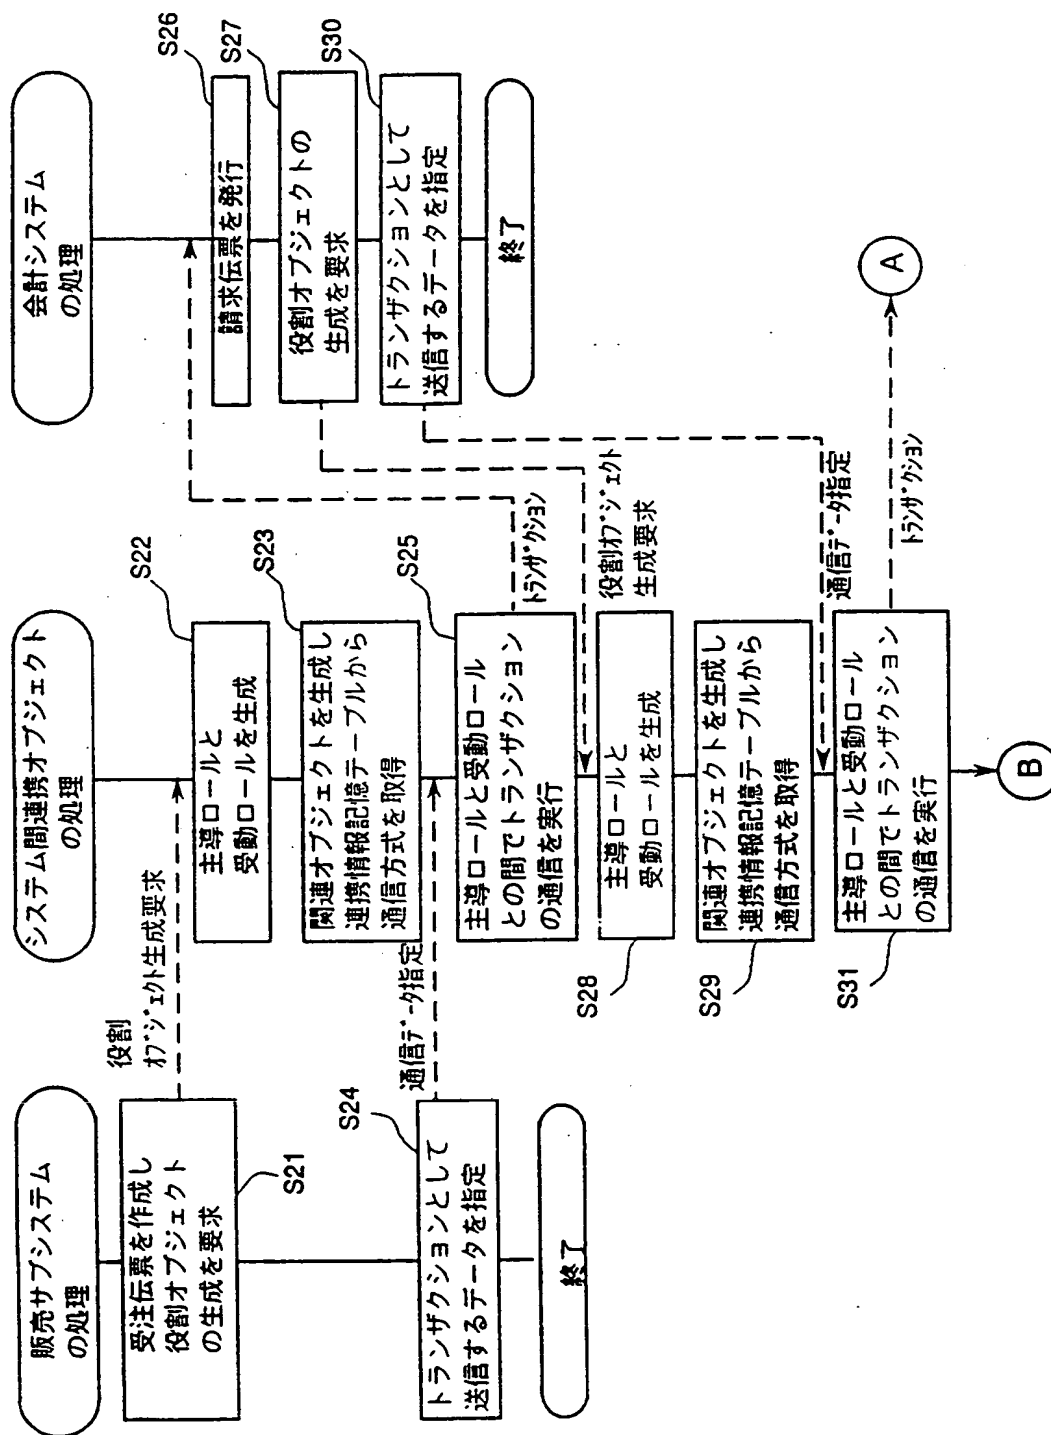 販売サブシステム
の処理
受注伝票を作成し
役割オブジェクト
の生成を要求
S21
役割
ｵﾌﾞｼﾞｪｸﾄ生成要求
トランザクションとして
送信するデータを指定
S24
通信ﾃﾞｰﾀ指定
終了
システム間連携オブジェクト
の処理
主導ロールと
受動ロールを生成
S22
関連オブジェクトを生成し
連携情報記憶テーブルから
通信方式を取得
S23
主導ロールと受動ロール
との間でトランザクション
の通信を実行
S25
ﾄﾗﾝｻﾞｸｼｮﾝ
役割ｵﾌﾞｼﾞｪｸﾄ
生成要求
主導ロールと
受動ロールを生成
S28
関連オブジェクトを生成し
連携情報記憶テーブルから
通信方式を取得
S29
通信ﾃﾞｰﾀ指定
主導ロールと受動ロール
との間でトランザクション
の通信を実行
S31
ﾄﾗﾝｻﾞｸｼｮﾝ
B
会計システム
の処理
S26
請求伝票を発行
S27
役割オブジェクトの
生成を要求
S30
トランザクションとして
送信するデータを指定
終了
A